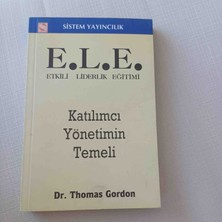 SİSTEM YAYINCILIK
E.L.E.
ETKİLİ LİDERLİK EĞİTİMİ
Katılımcı
Yönetimin
Temeli
Dr. Thomas Gordon